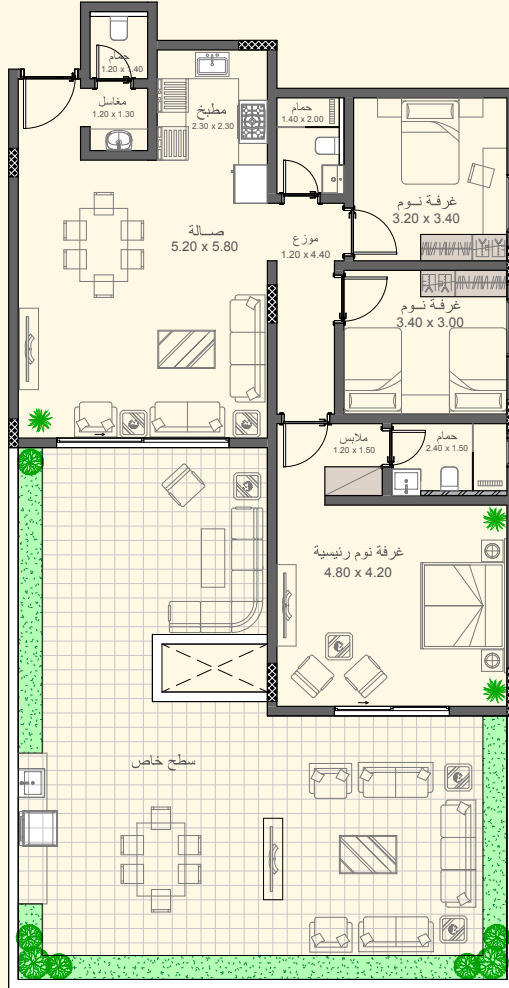 حمام
1.20 x 1.40
مغاسل
1.20 x 1.30
مطبخ
2.30 x 2.30
حمام
1.40 x 2.00
غرفة نـوم
3.20 x 3.40
صـــالة
5.20 x 5.80
موزع
1.20 x 4.40
غرفة نـوم
3.40 x 3.00
ملابس
1.20 x 1.50
حمام
2.40 x 1.50
غرفة نوم رئيسية
4.80 x 4.20
سطح خاص